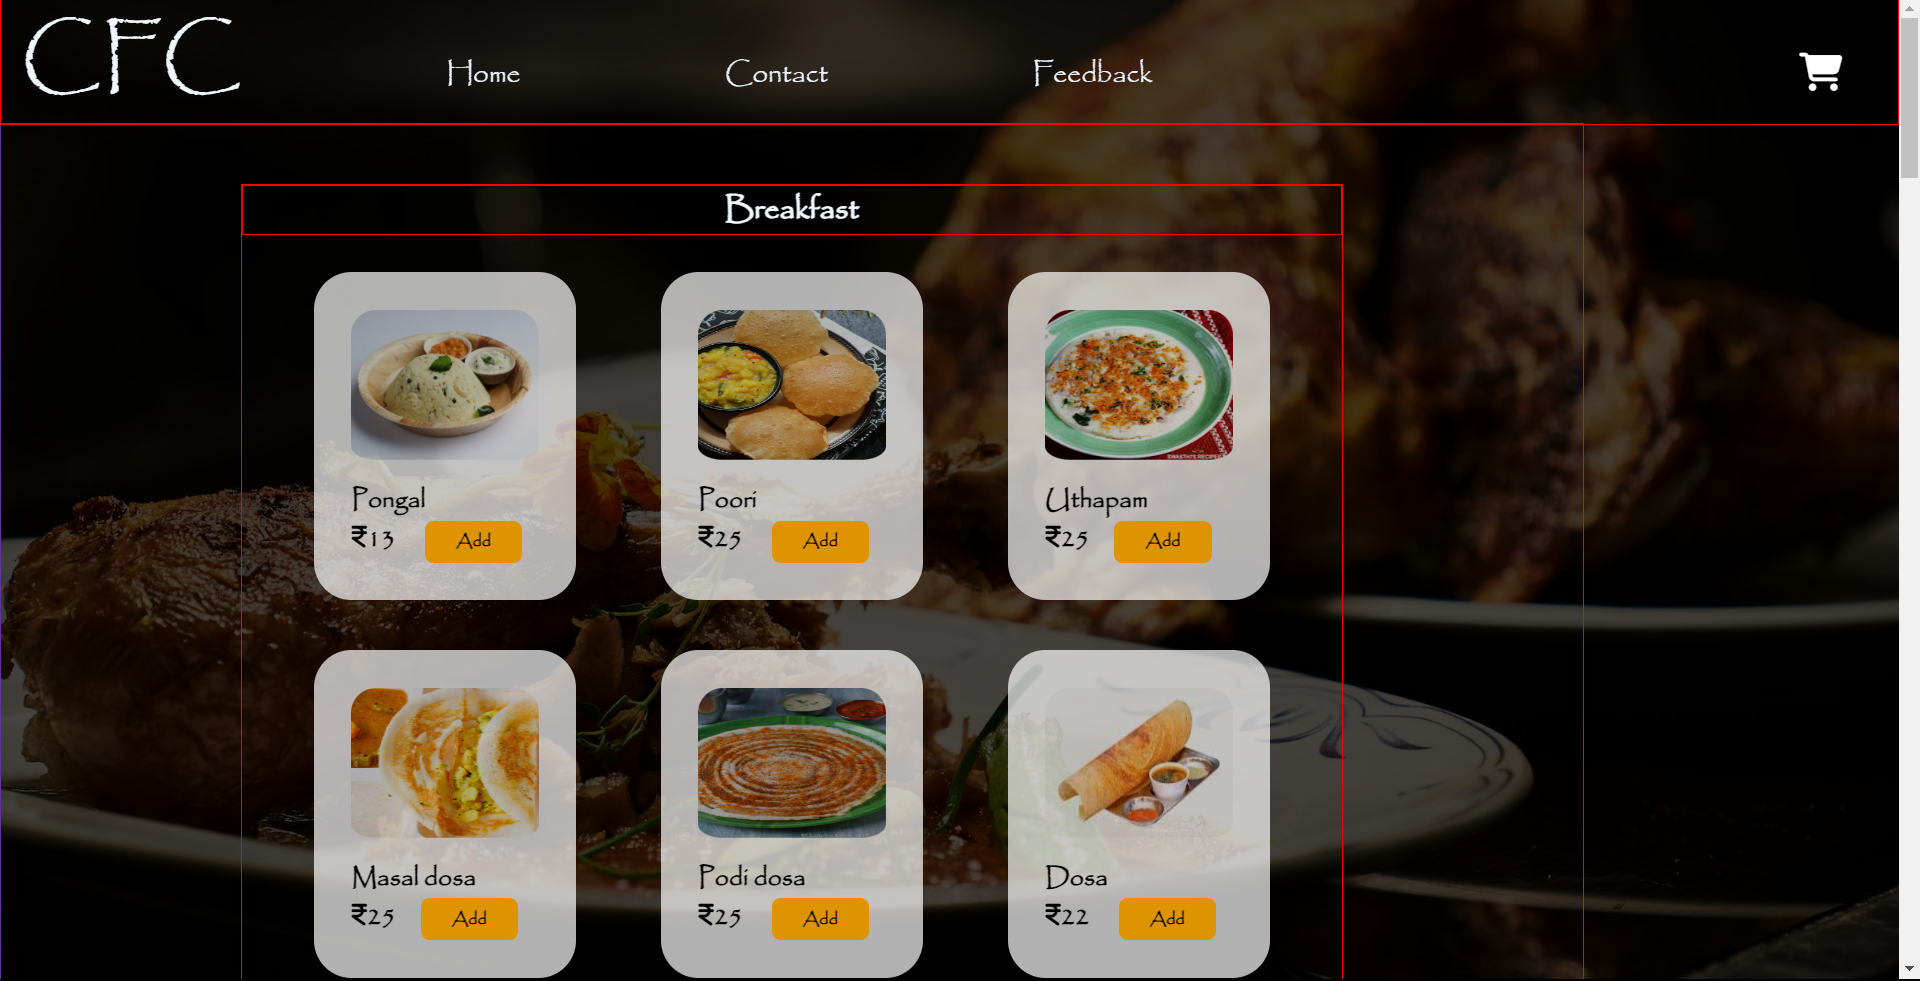 CFC
Home Contact Feedback
Breakfast
Pongal Poori Uthapam
₹13 Add ₹25 Add ₹25 Add
Masal dosa Podi dosa Dosa
₹25 Add ₹25 Add ₹22 Add